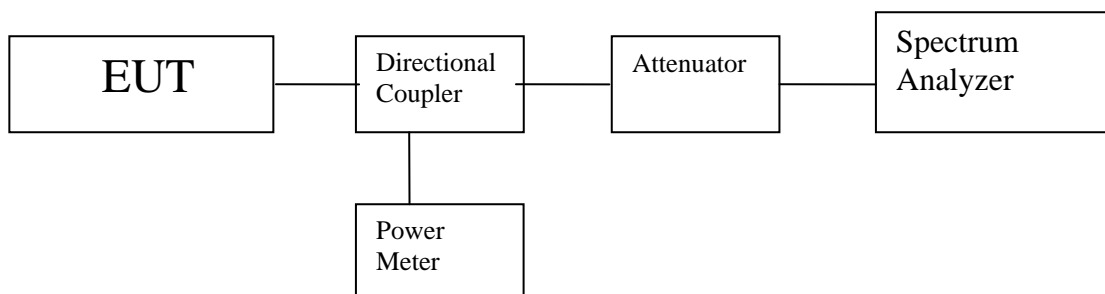 EUT
Directional
Coupler
Attenuator
Spectrum
Analyzer
Power
Meter